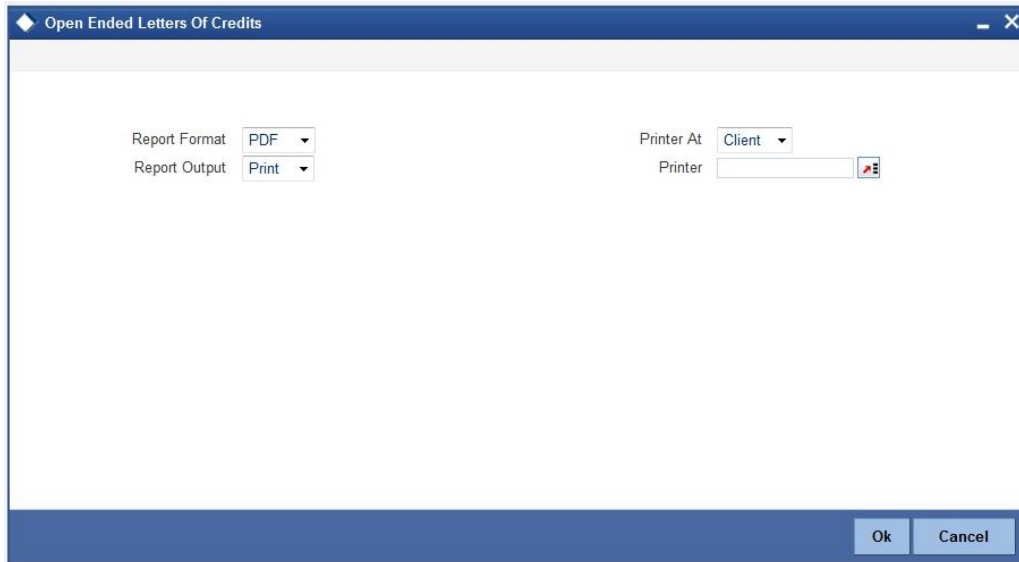 Open Ended Letters Of Credits
Report Format PDF Printer At Client
Report Output Print Printer
Ok Cancel